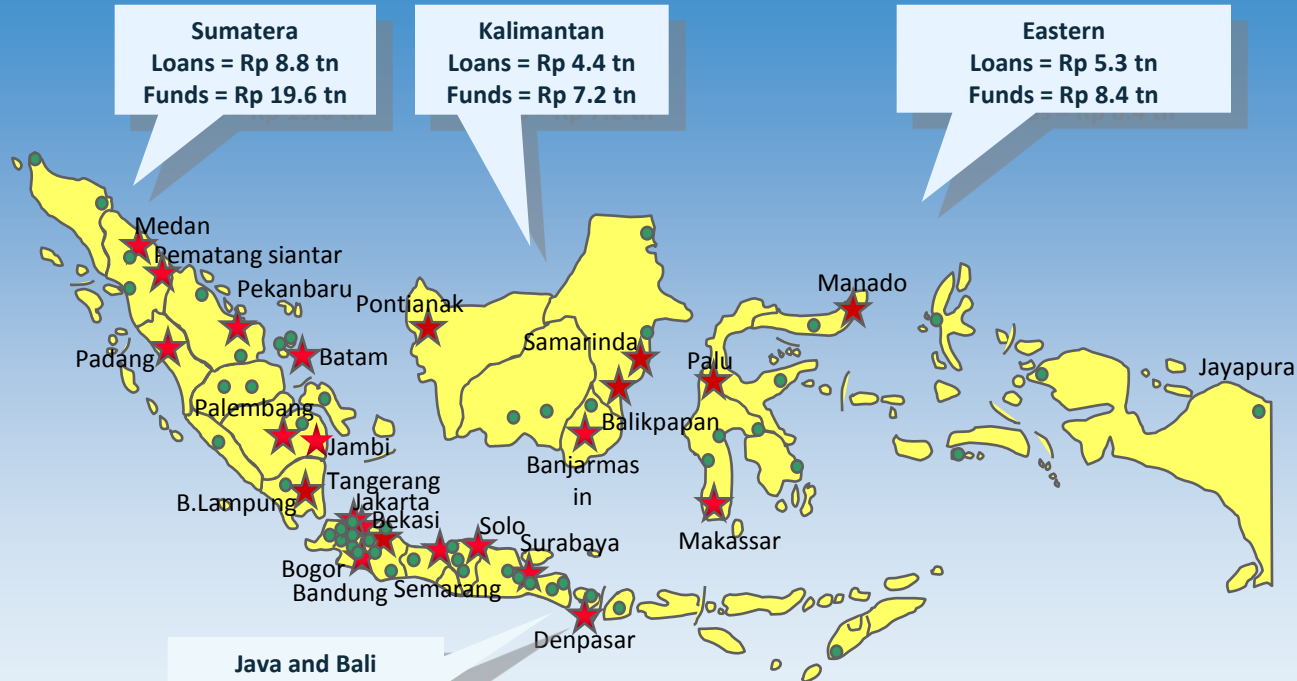 Sumatera
Loans = Rp 8.8 tn
Funds = Rp 19.6 tn
Kalimantan
Loans = Rp 4.4 tn
Funds = Rp 7.2 tn
Eastern
Loans = Rp 5.3 tn
Funds = Rp 8.4 tn
Medan
Pematang siantar
Pekanbaru
Padang
Batam
Palembang
Jambi
B.Lampung
Pontianak
Samarinda
Balikpapan
Banjarmas
in
Manado
Palu
Makassar
Jayapura
Tangerang
Jakarta
Bekasi
Bogor
Bandung
Semarang
Solo
Surabaya
Denpasar
Java and Bali